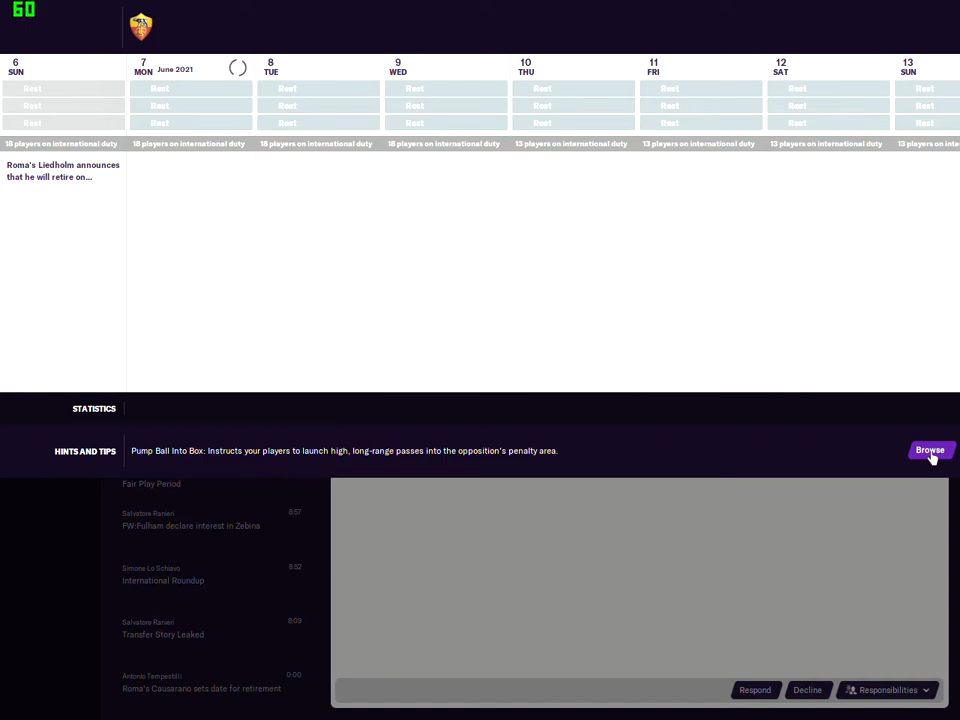 60
6 7 8 9 10 11 12 13
SUN MON June 2021 TUE WED THU FRI SAT SUN
Rest Rest Rest Rest Rest Rest Rest Rest
Rest Rest Rest Rest Rest Rest Rest Rest
Rest Rest Rest Rest Rest Rest Rest Rest
18 players on international duty 18 players on international duty 18 players on international duty 18 players on international duty 13 players on international duty 13 players on international duty 13 players on international duty 13 players on inte
Roma's Liedholm announces
that he will retire on...
STATISTICS
HINTS AND TIPS Pump Ball Into Box: Instructs your players to launch high, long-range passes into the opposition's penalty area. Browse
Fair Play Period
Salvatore Ranieri 8:57
FW:Fulham declare interest in Zebina
Simone Lo Schiavo 8:52
International Roundup
Salvatore Ranieri 8:09
Transfer Story Leaked
Antonio Tempestilli 0:00
Roma's Causarano sets date for retirement
Respond Decline Responsibilities